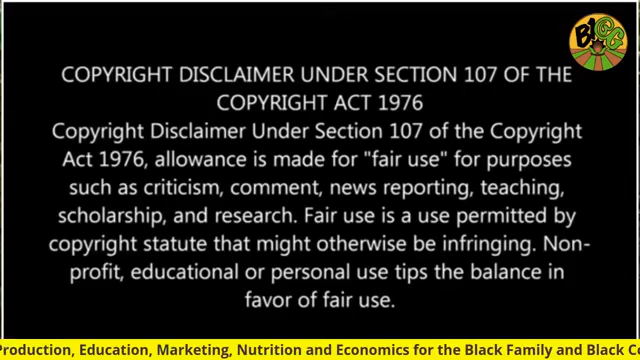 B1GG
COPYRIGHT DISCLAIMER UNDER SECTION 107 OF THE
COPYRIGHT ACT 1976
Copyright Disclaimer Under Section 107 of the Copyright
Act 1976, allowance is made for "fair use" for purposes
such as criticism, comment, news reporting, teaching,
scholarship, and research. Fair use is a use permitted by
copyright statute that might otherwise be infringing. Non-
profit, educational or personal use tips the balance in
favor of fair use.
Production, Education, Marketing, Nutrition and Economics for the Black Family and Black